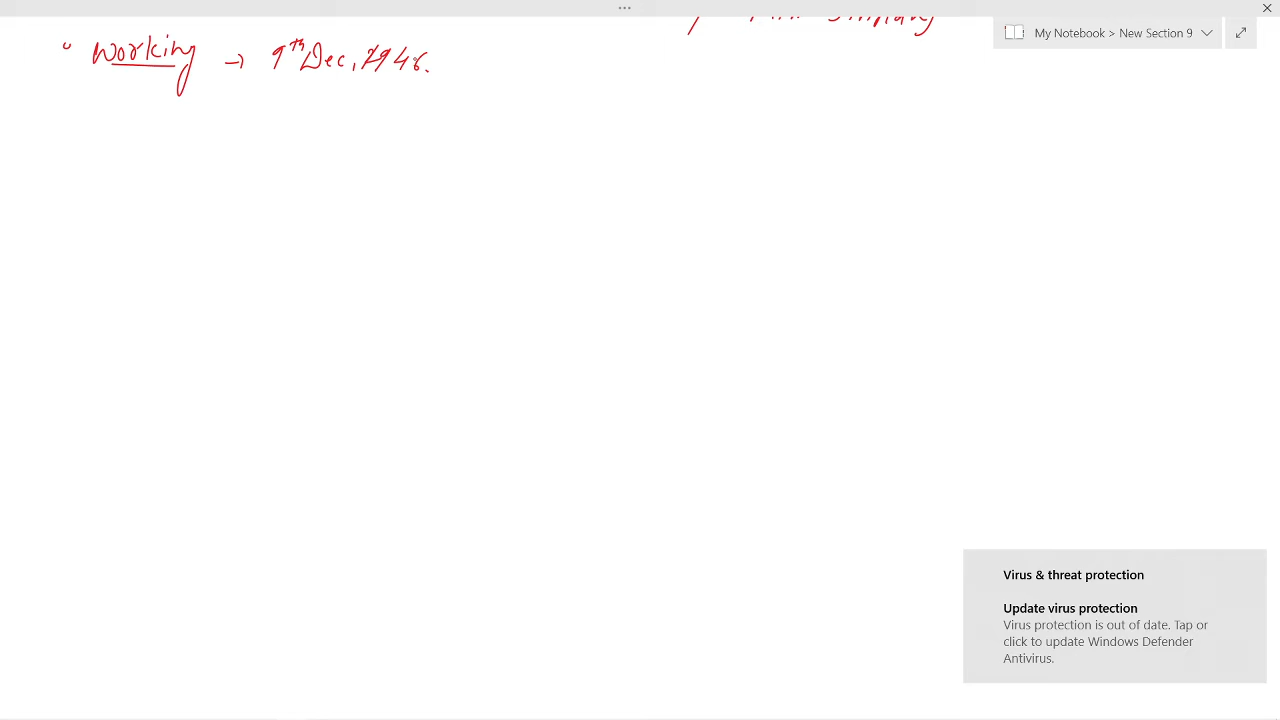 My Notebook > New Section 9
Working → 9th Dec, 1946.
Virus & threat protection
Update virus protection
Virus protection is out of date. Tap or
click to update Windows Defender
Antivirus.